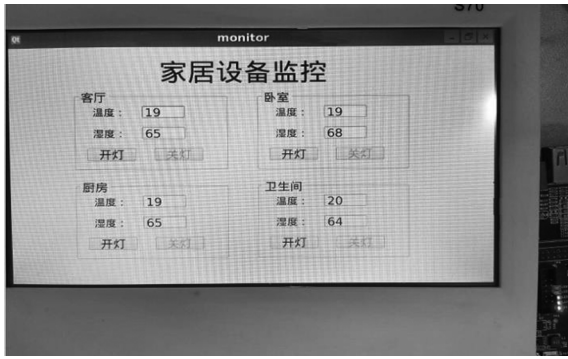 S70
monitor
家居设备监控
客厅
温度： 19
湿度： 65
开灯 关灯
卧室
温度： 19
湿度： 68
开灯 关灯
厨房
温度： 19
湿度： 65
开灯 关灯
卫生间
温度： 20
湿度： 64
开灯 关灯